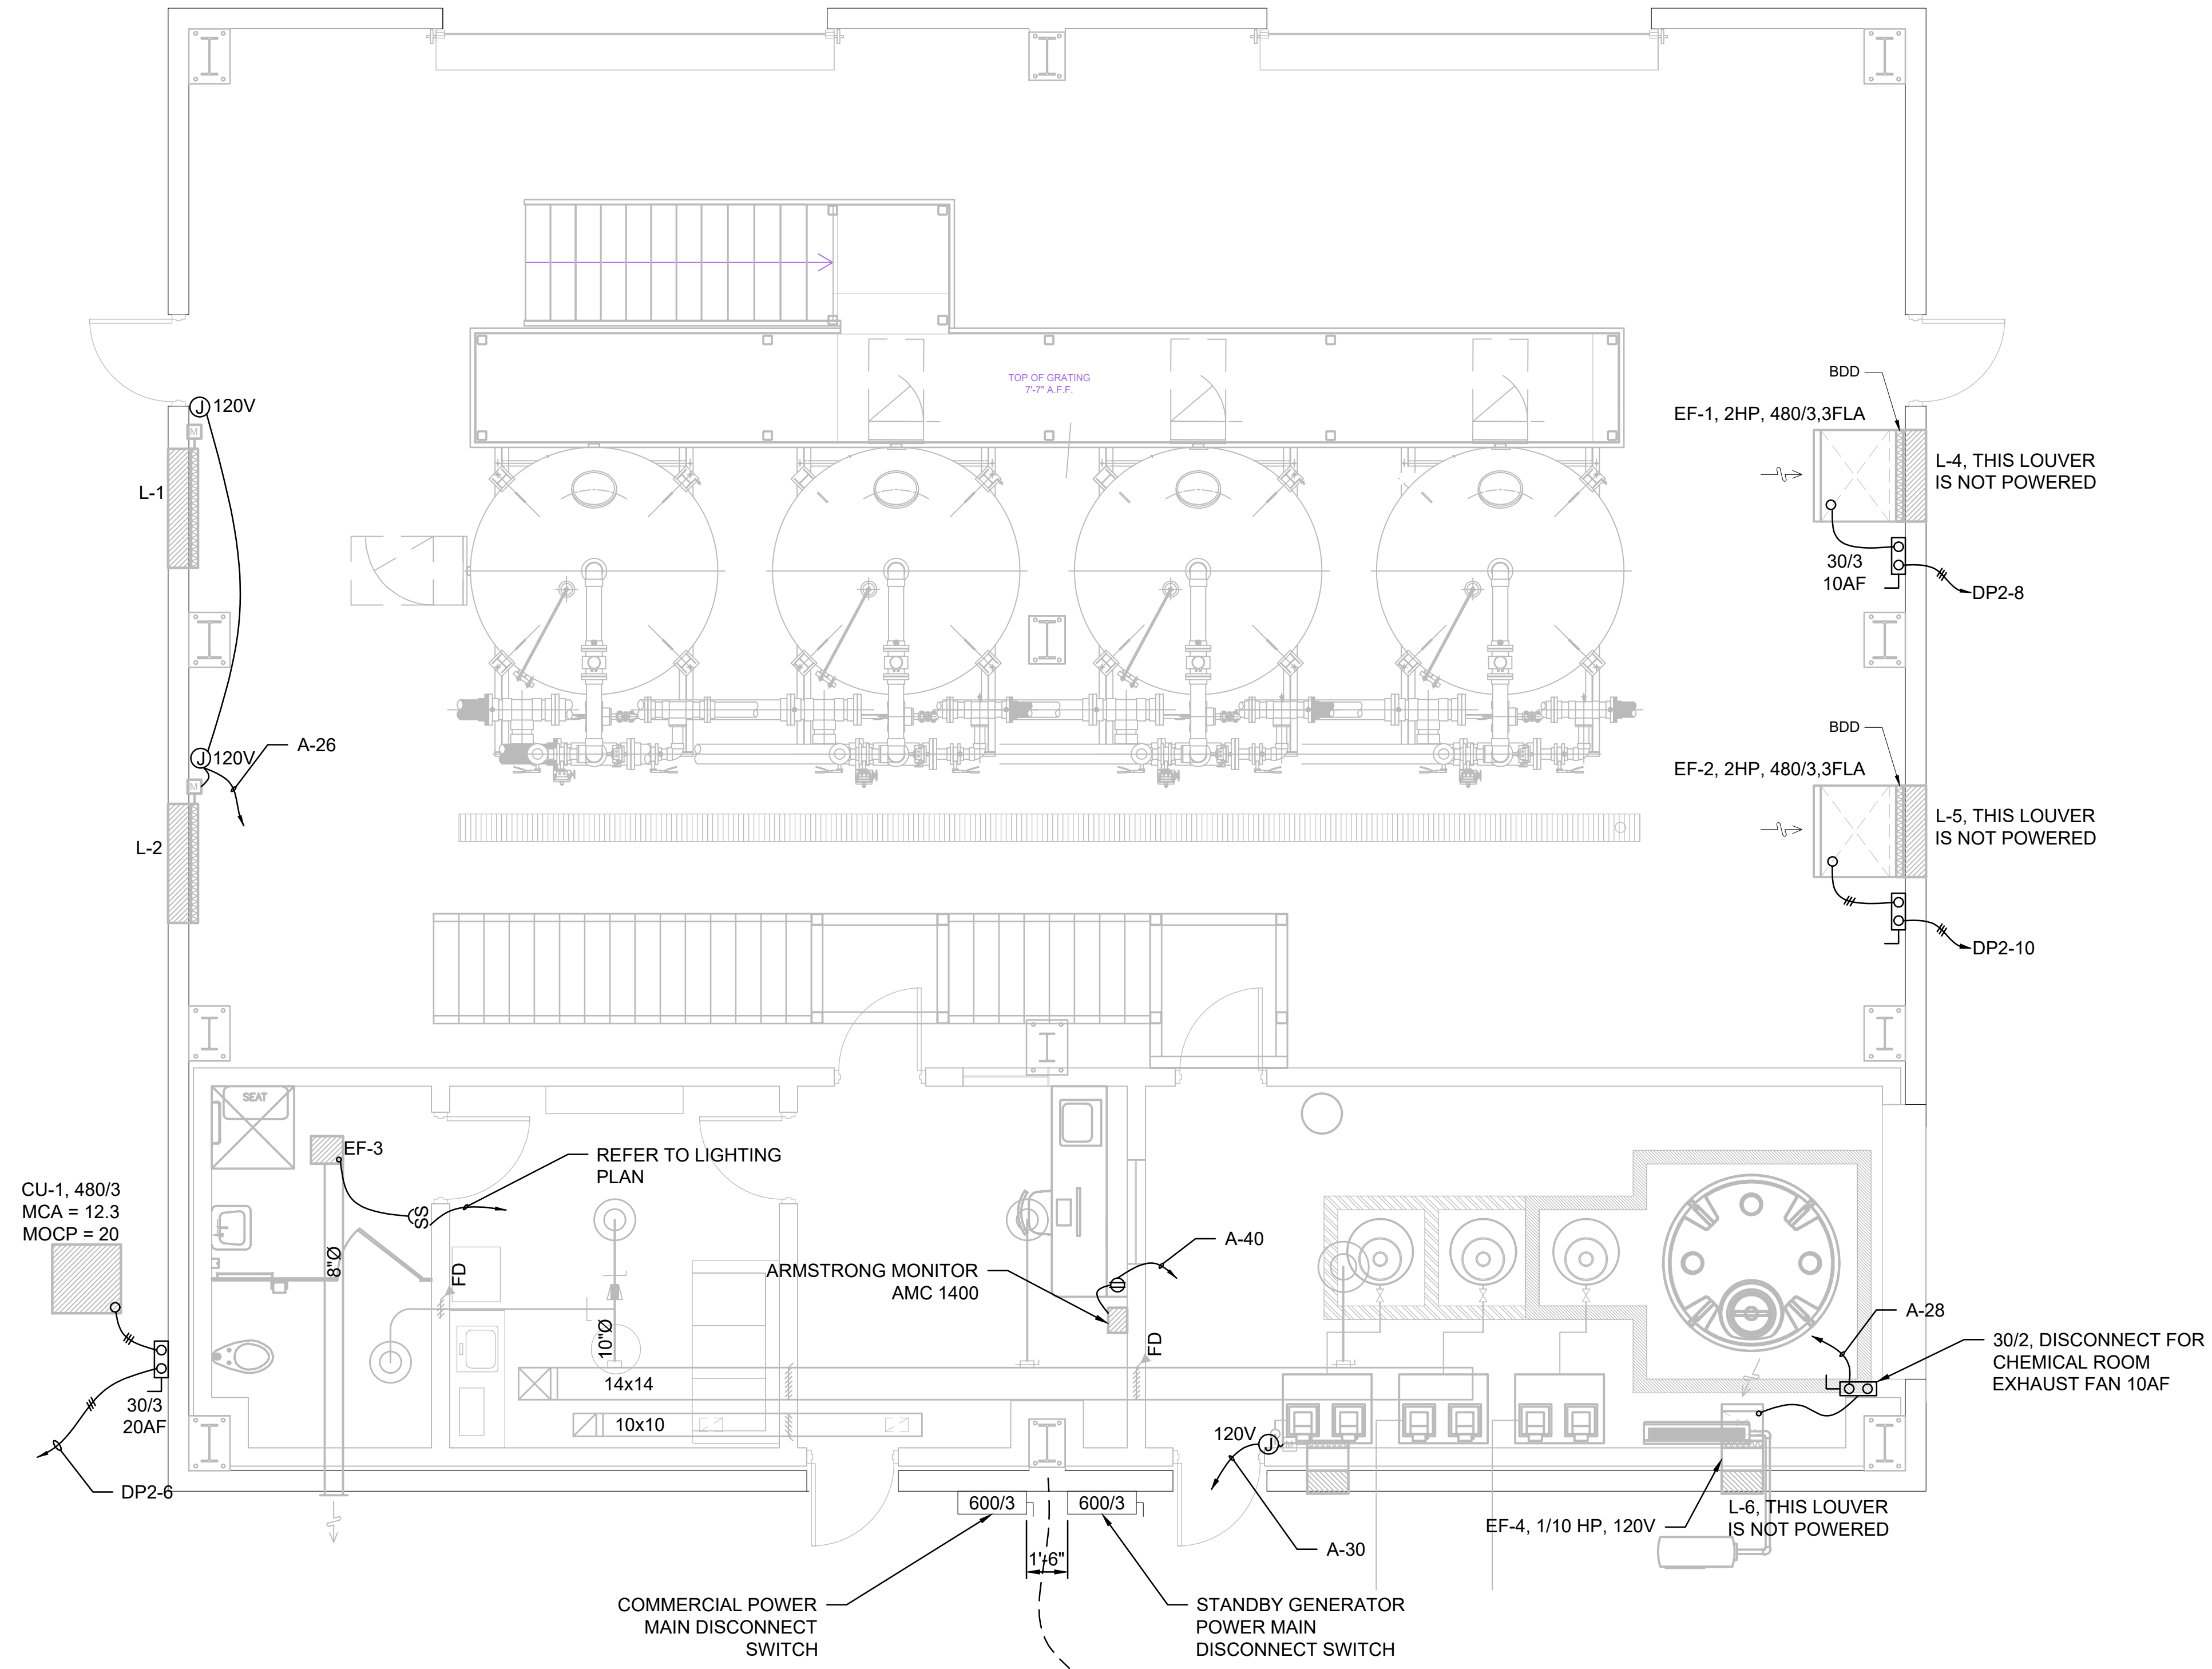 TOP OF GRATING
7'-7" A.F.F.
BDD
J 120V
M
EF-1, 2HP, 480/3,3FLA
L-4, THIS LOUVER
IS NOT POWERED
L-1
30/3
10AF
DP2-8
BDD
A-26
J 120V
M
EF-2, 2HP, 480/3,3FLA
L-5, THIS LOUVER
IS NOT POWERED
L-2
DP2-10
SEAT
EF-3
REFER TO LIGHTING
PLAN
CU-1, 480/3
MCA = 12.3
MOCP = 20
SS
8"Ø
FD
A-40
ARMSTRONG MONITOR
AMC 1400
A-28
10"Ø
FD
30/2, DISCONNECT FOR
CHEMICAL ROOM
EXHAUST FAN 10AF
14x14
30/3
20AF
10x10
120V J
M
DP2-6
600/3
600/3
L-6, THIS LOUVER
IS NOT POWERED
EF-4, 1/10 HP, 120V
A-30
1'-6"
COMMERCIAL POWER
MAIN DISCONNECT
SWITCH
STANDBY GENERATOR
POWER MAIN
DISCONNECT SWITCH